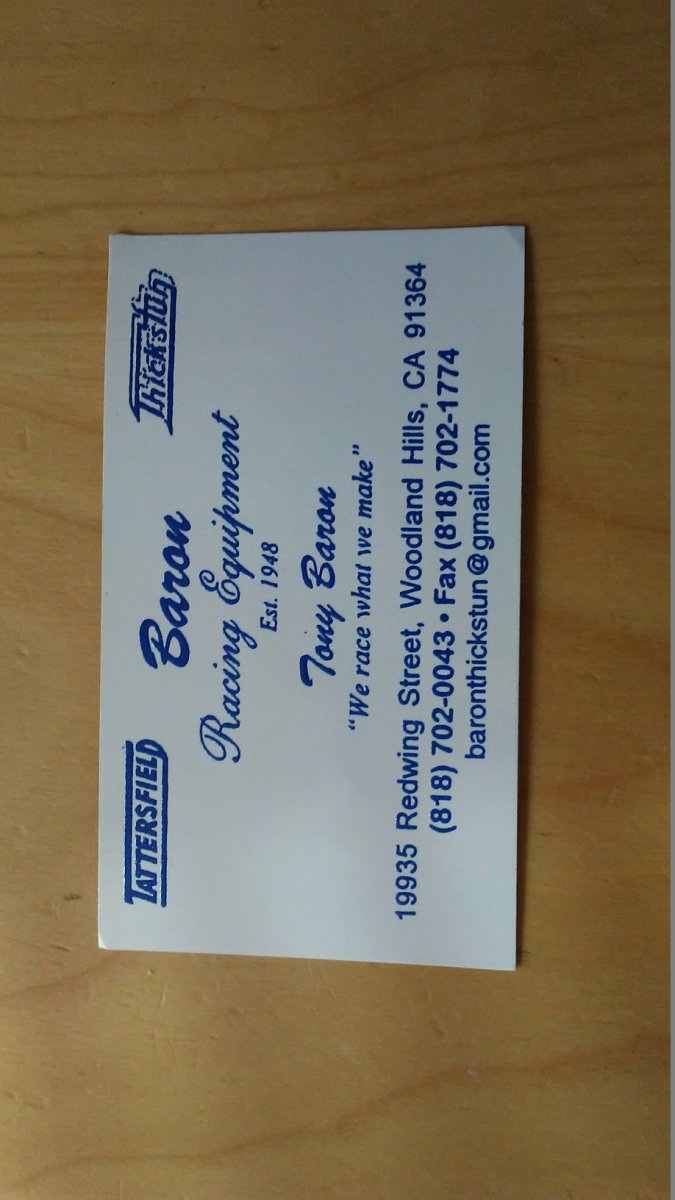 TATTERSFIELD
Thickstun
Baron
Racing Equipment
Est. 1948
Tony Baron
"We race what we make"
19935 Redwing Street, Woodland Hills, CA 91364
(818) 702-0043 • Fax (818) 702-1774
baronthickstun@gmail.com